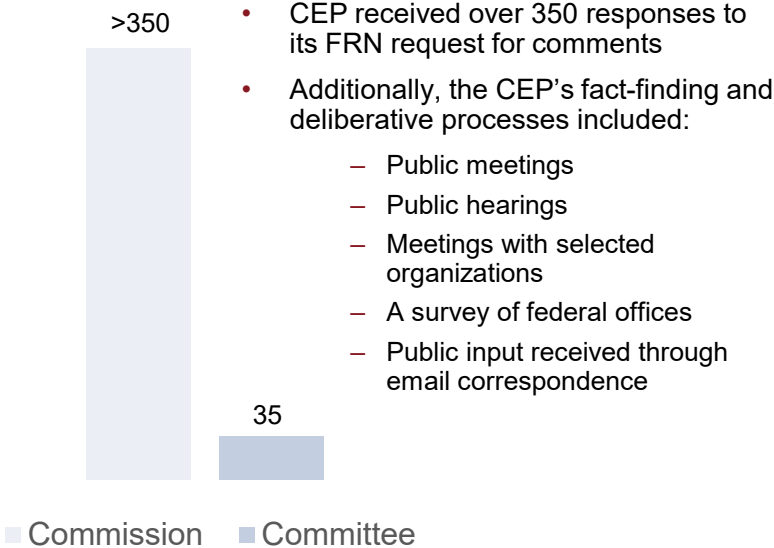 >350
• CEP received over 350 responses to
its FRN request for comments
• Additionally, the CEP’s fact-finding and
deliberative processes included:
– Public meetings
– Public hearings
– Meetings with selected
organizations
– A survey of federal offices
– Public input received through
email correspondence
35
Commission
Committee